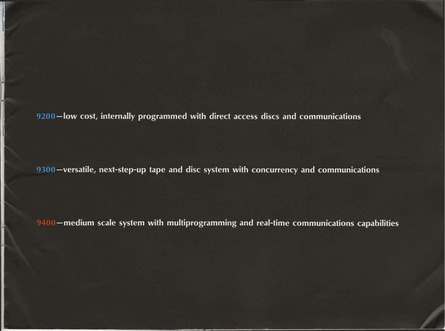 9200—low cost, internally programmed with direct access discs and communications
9300—versatile, next-step-up tape and disc system with concurrency and communications
9400—medium scale system with multiprogramming and real-time communications capabilities